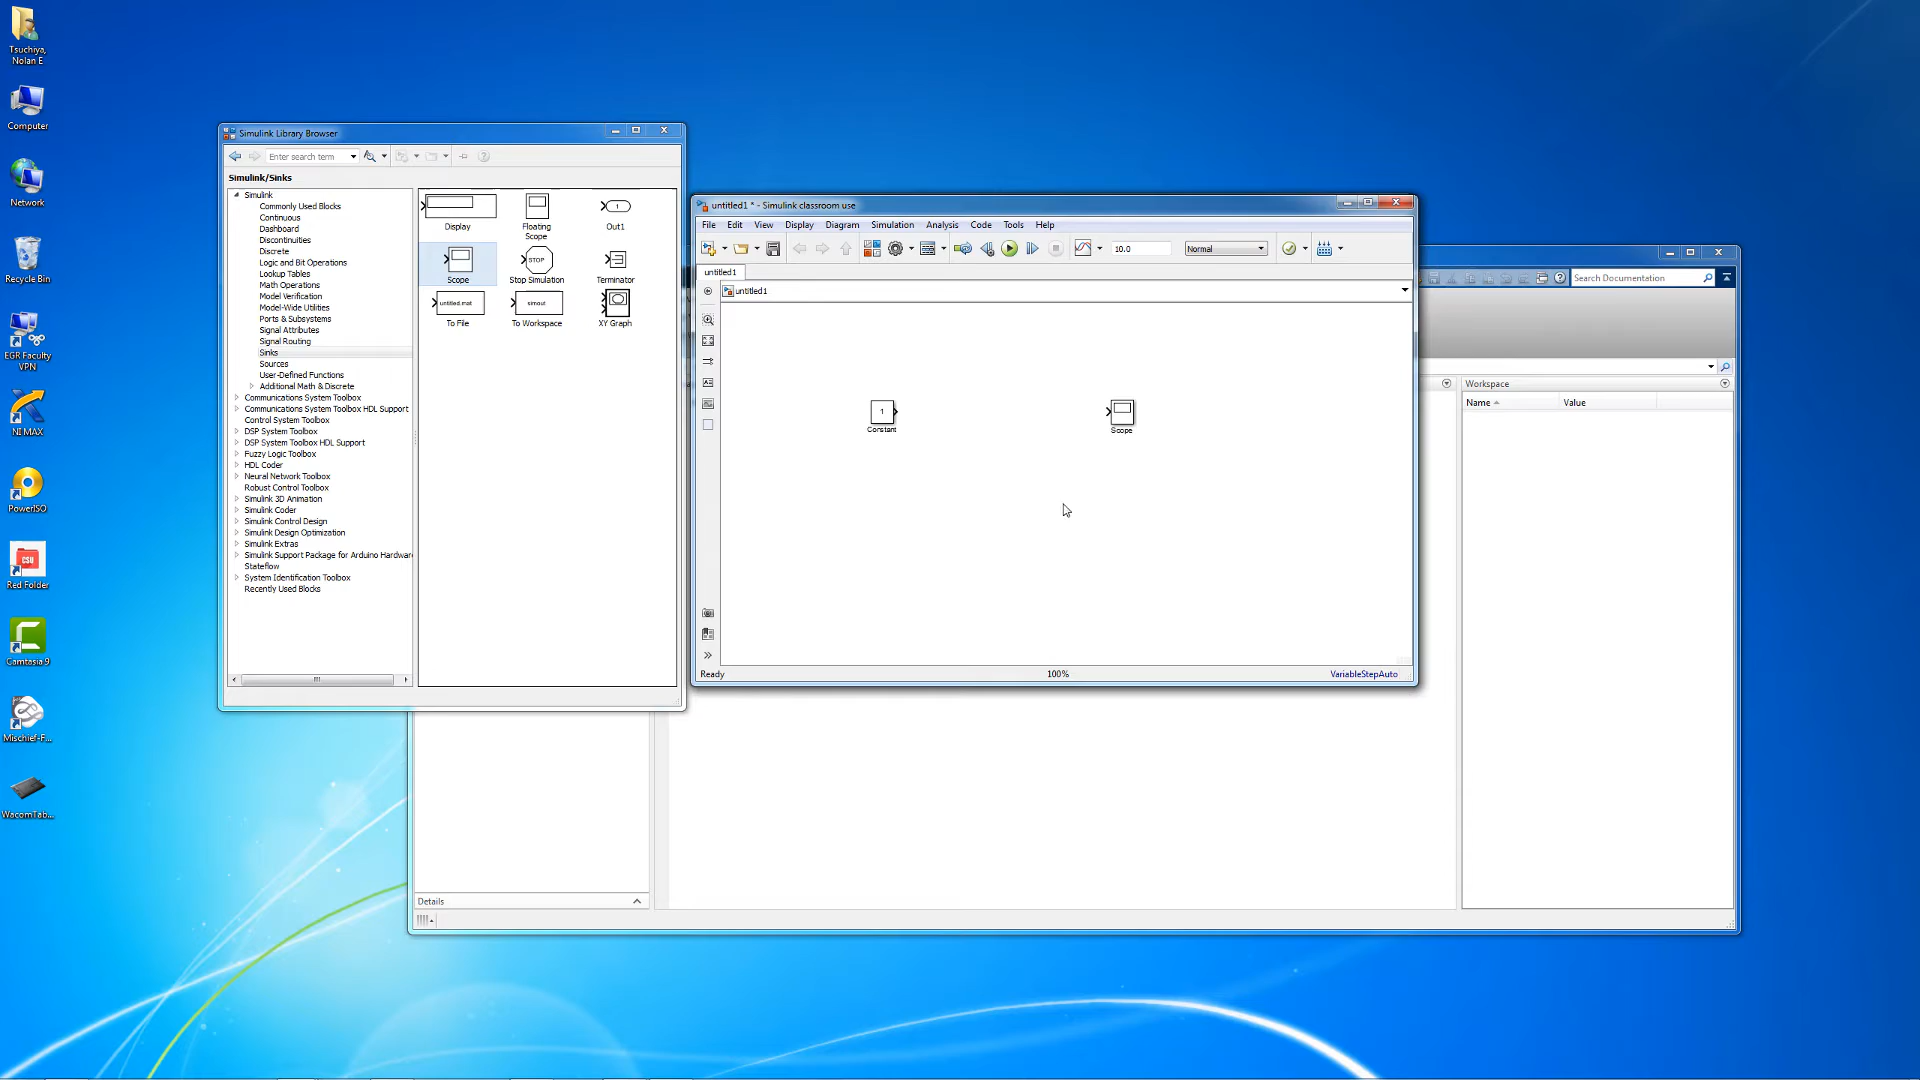 Tsuchiya,
Nolan E
Computer
Network
Recycle Bin
EGR Faculty
VPN
NI MAX
PowerISO
CSU
Red Folder
Camtasia 9
Mischief-F...
WacomTab...
Simulink Library Browser
Enter search term
Simulink/Sinks
Simulink
Commonly Used Blocks
Continuous
Dashboard
Discontinuities
Discrete
Logic and Bit Operations
Lookup Tables
Math Operations
Model Verification
Model-Wide Utilities
Ports & Subsystems
Signal Attributes
Signal Routing
Sinks
Sources
User-Defined Functions
Additional Math & Discrete
Communications System Toolbox
Communications System Toolbox HDL Support
Control System Toolbox
DSP System Toolbox
DSP System Toolbox HDL Support
Fuzzy Logic Toolbox
HDL Coder
Neural Network Toolbox
Robust Control Toolbox
Simulink 3D Animation
Simulink Coder
Simulink Control Design
Simulink Design Optimization
Simulink Extras
Simulink Support Package for Arduino Hardwar
Stateflow
System Identification Toolbox
Recently Used Blocks
Display
Floating
Scope
1
Out1
Scope
STOP
Stop Simulation
Terminator
untitled.mat
To File
simout
To Workspace
XY Graph
untitled1 * - Simulink classroom use
File Edit View Display Diagram Simulation Analysis Code Tools Help
10.0
Normal
untitled1
untitled1
1
Constant
Scope
Ready
100%
VariableStepAuto
Search Documentation
Workspace
Name
Value
Details